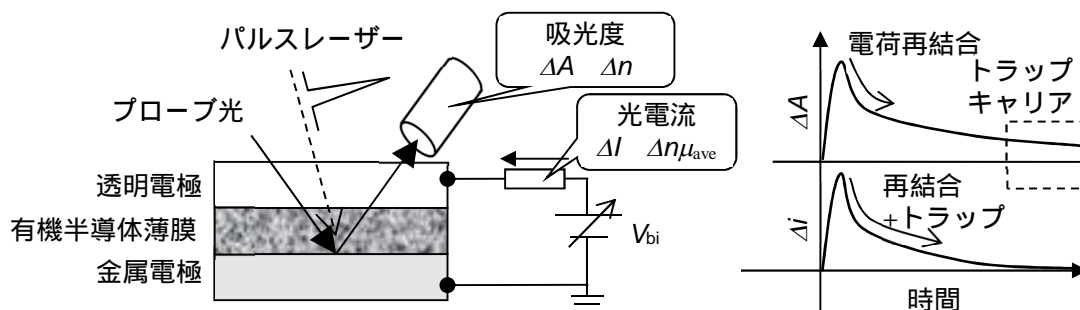 パルスレーザー
吸光度
ΔA Δn
プローブ光
光電流
ΔI Δnμave
透明電極
有機半導体薄膜
金属電極
Vbi
電荷再結合
トラップ
キャリア
ΔA
再結合
+トラップ
Δi
時間